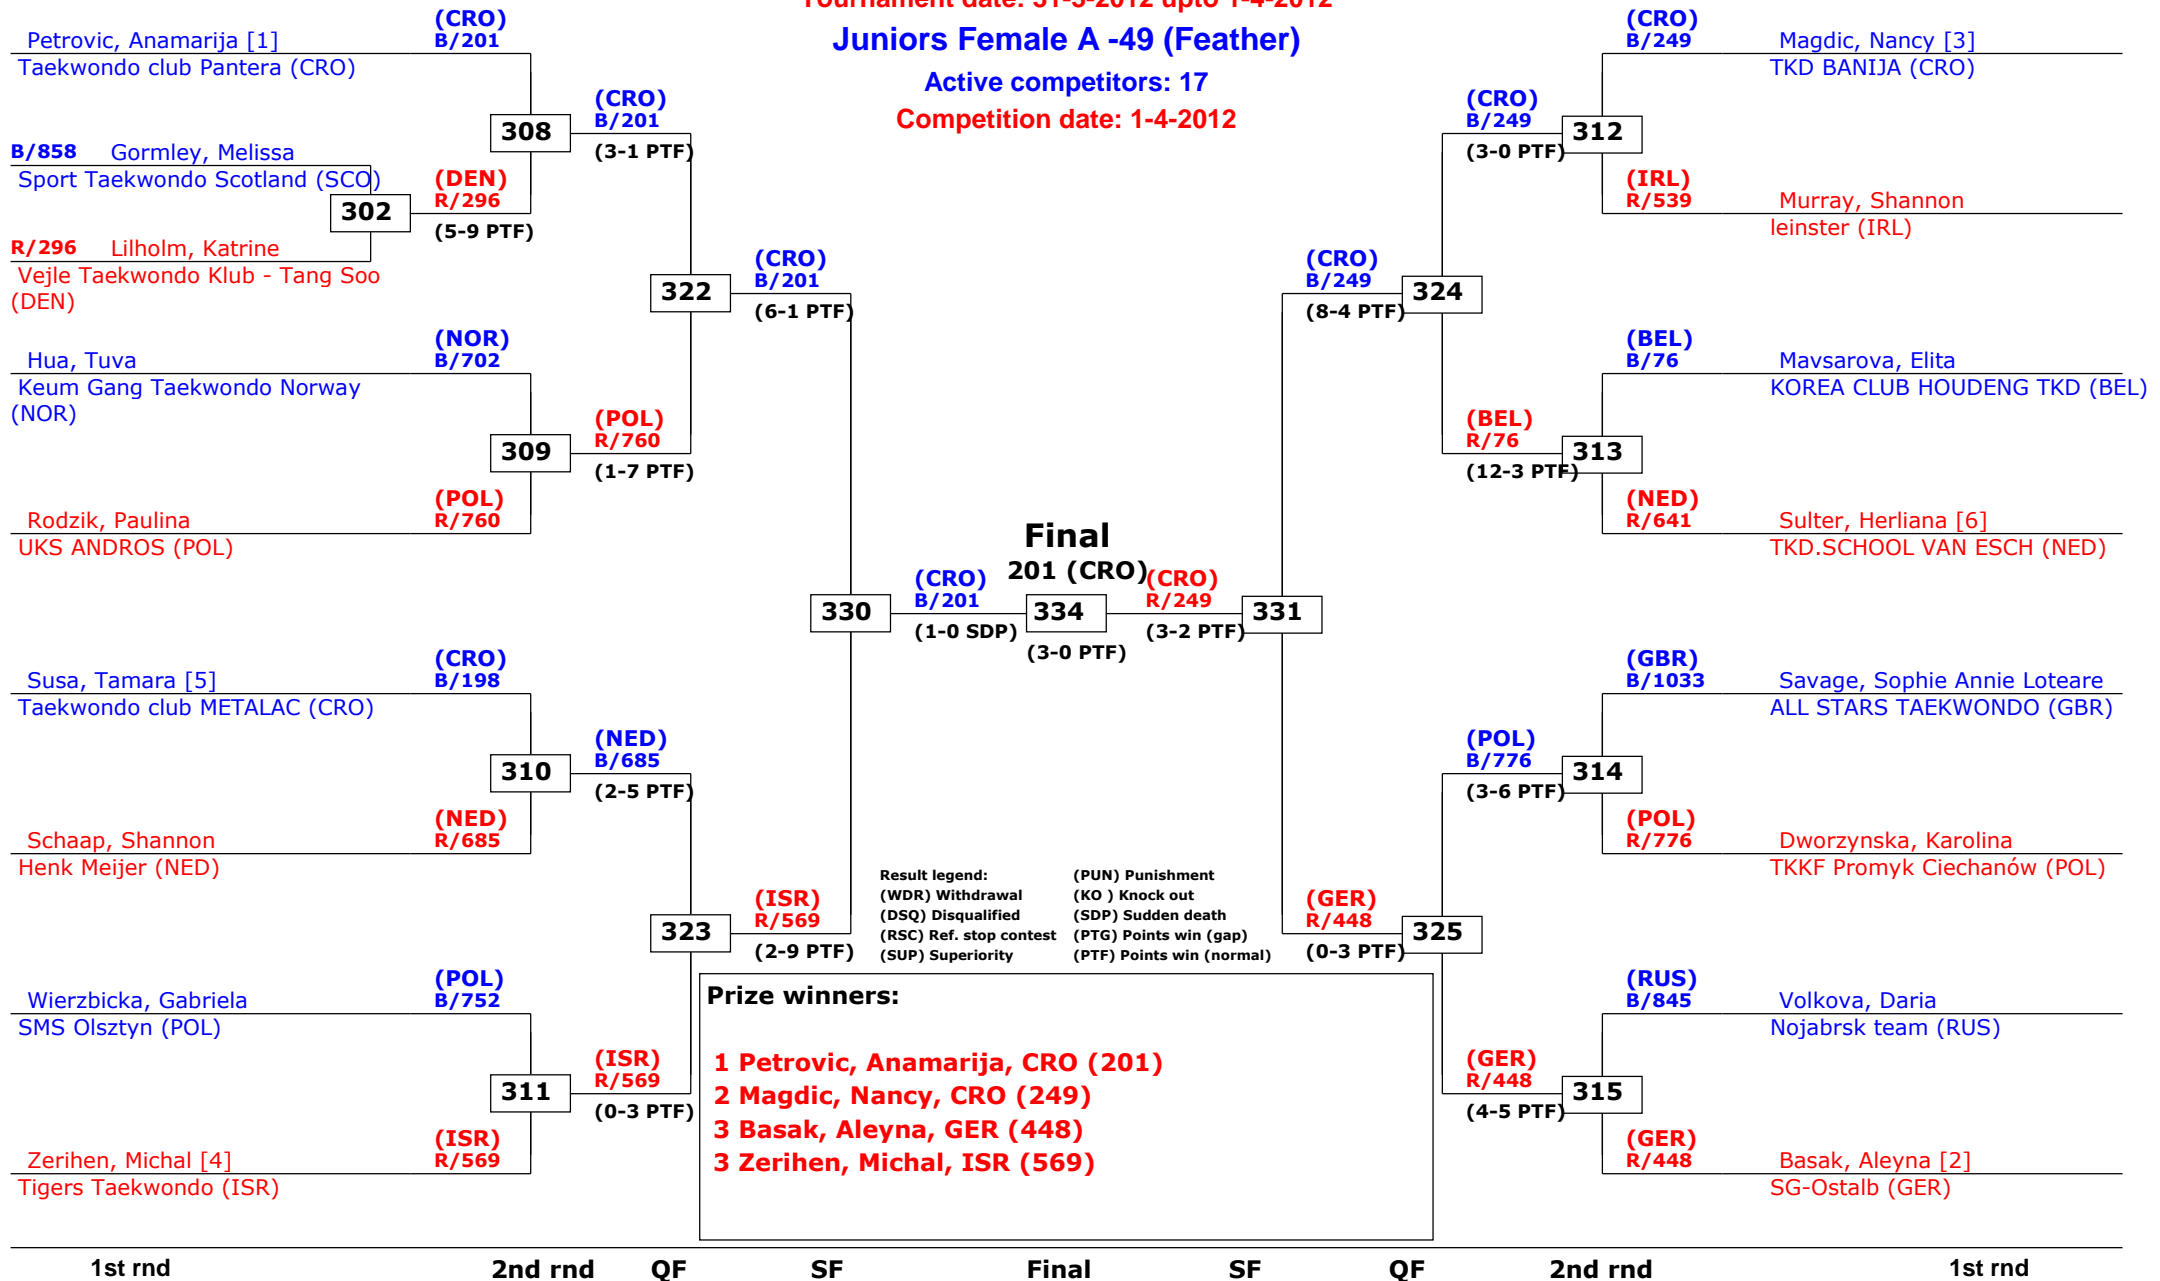 Tournament date: 31-3-2012 upto 1-4-2012
Juniors Female A -49 (Feather)
Active competitors: 17
Competition date: 1-4-2012
(CRO)
Petrovic, Anamarija [1] B/201
Taekwondo club Pantera (CRO)
(CRO)
B/201
308
(3-1 PTF)
B/858 Gormley, Melissa
Sport Taekwondo Scotland (SCO)
(DEN)
R/296
302
(5-9 PTF)
R/296 Lilholm, Katrine
Vejle Taekwondo Klub - Tang Soo
(DEN)
(CRO)
B/201
322
(6-1 PTF)
(NOR)
Hua, Tuva B/702
Keum Gang Taekwondo Norway
(NOR)
(POL)
R/760
309
(1-7 PTF)
(POL)
Rodzik, Paulina R/760
UKS ANDROS (POL)
Final
201 (CRO)
(CRO)
B/201
330
(1-0 SDP)
334
(3-0 PTF)
(CRO)
R/249
331
(3-2 PTF)
(CRO)
Susa, Tamara [5] B/198
Taekwondo club METALAC (CRO)
(NED)
B/685
310
(2-5 PTF)
(NED)
Schaap, Shannon R/685
Henk Meijer (NED)
(ISR)
R/569
323
(2-9 PTF)
(POL)
Wierzbicka, Gabriela B/752
SMS Olsztyn (POL)
(ISR)
R/569
311
(0-3 PTF)
(ISR)
Zerihen, Michal [4] R/569
Tigers Taekwondo (ISR)
(CRO)
B/249 Magdic, Nancy [3]
TKD BANIJA (CRO)
(CRO)
B/249
312
(3-0 PTF)
(IRL)
R/539 Murray, Shannon
leinster (IRL)
(CRO)
B/249
324
(8-4 PTF)
(BEL)
B/76 Mavsarova, Elita
KOREA CLUB HOUDENG TKD (BEL)
(BEL)
R/76
313
(12-3 PTF)
(NED)
R/641 Sulter, Herliana [6]
TKD.SCHOOL VAN ESCH (NED)
(GBR)
B/1033 Savage, Sophie Annie Loteare
ALL STARS TAEKWONDO (GBR)
(POL)
B/776
314
(3-6 PTF)
(POL)
R/776 Dworzynska, Karolina
TKKF Promyk Ciechanów (POL)
(GER)
R/448
325
(0-3 PTF)
(RUS)
B/845 Volkova, Daria
Nojabrsk team (RUS)
(GER)
R/448
315
(4-5 PTF)
(GER)
R/448 Basak, Aleyna [2]
SG-Ostalb (GER)
Result legend: (PUN) Punishment
(WDR) Withdrawal (KO ) Knock out
(DSQ) Disqualified (SDP) Sudden death
(RSC) Ref. stop contest (PTG) Points win (gap)
(SUP) Superiority (PTF) Points win (normal)
Prize winners:
1 Petrovic, Anamarija, CRO (201)
2 Magdic, Nancy, CRO (249)
3 Basak, Aleyna, GER (448)
3 Zerihen, Michal, ISR (569)
1st rnd 2nd rnd QF SF Final SF QF 2nd rnd 1st rnd